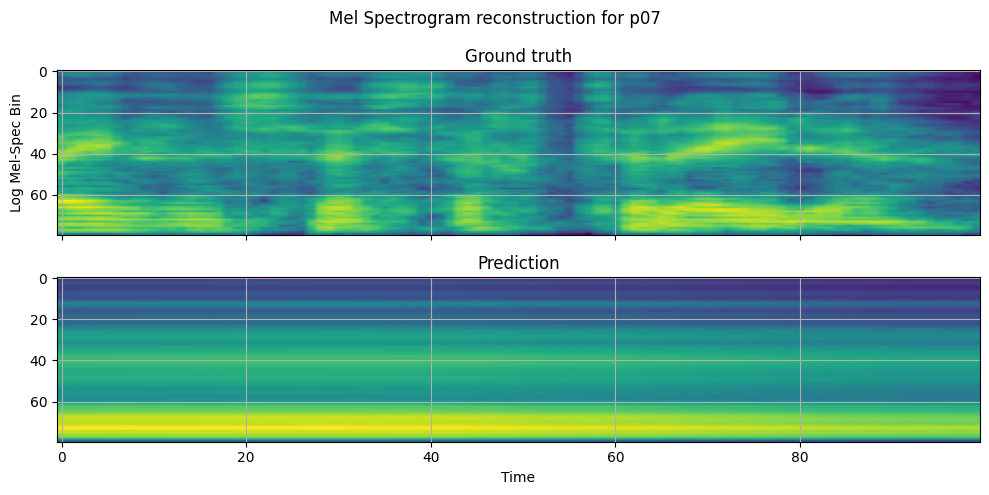 Mel Spectrogram reconstruction for p07
Ground truth
0
20
40
60
Log Mel-Spec Bin
Prediction
0
20
40
60
0 20 40 60 80
Time